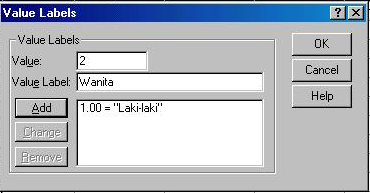 Value Labels
Value Labels
Value: 2
Value Label: Wanita
Add
Change
Remove
1.00 = "Laki-laki"
OK
Cancel
Help